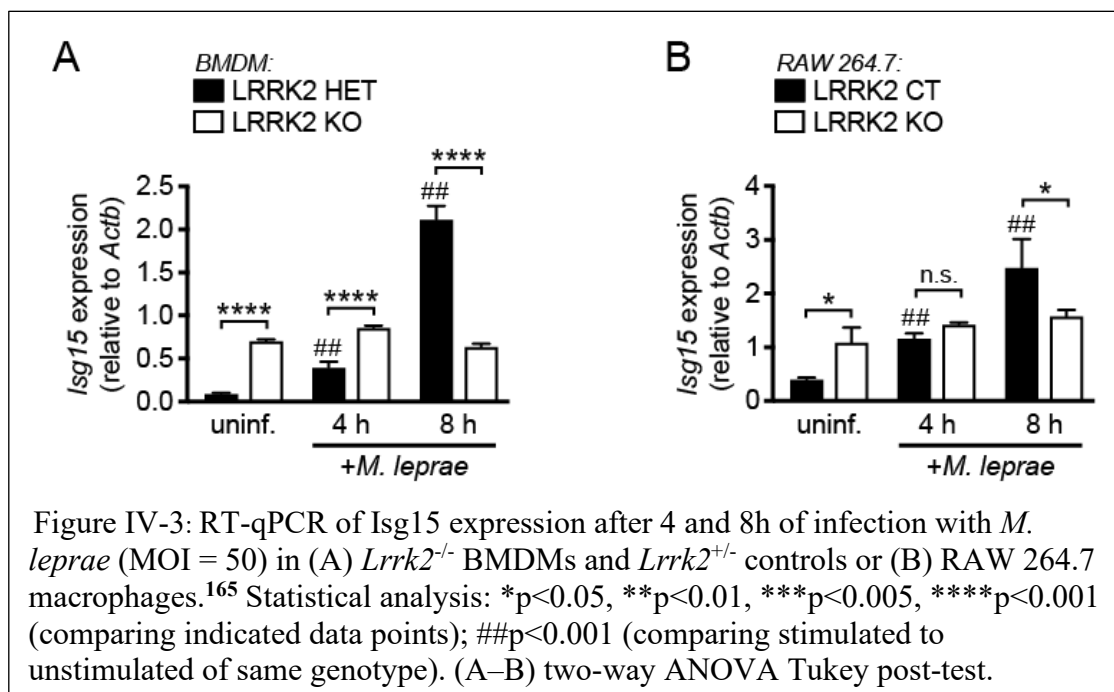 A
BMDM:
LRRK2 HET
LRRK2 KO
Isg15 expression
(relative to Actb)
2.5
2.0
1.5
1.0
0.5
0.0
****
****
##
##
****
uninf.
4 h
8 h
+M. leprae
B
RAW 264.7:
LRRK2 CT
LRRK2 KO
Isg15 expression
(relative to Actb)
4
3
2
1
0
*
n.s.
##
##
*
uninf.
4 h
8 h
+M. leprae
Figure IV-3: RT-qPCR of Isg15 expression after 4 and 8h of infection with M.
leprae (MOI = 50) in (A) Lrrk2-/- BMDMs and Lrrk2+/- controls or (B) RAW 264.7
macrophages.165 Statistical analysis: *p<0.05, **p<0.01, ***p<0.005, ****p<0.001
(comparing indicated data points); ##p<0.001 (comparing stimulated to
unstimulated of same genotype). (A–B) two-way ANOVA Tukey post-test.